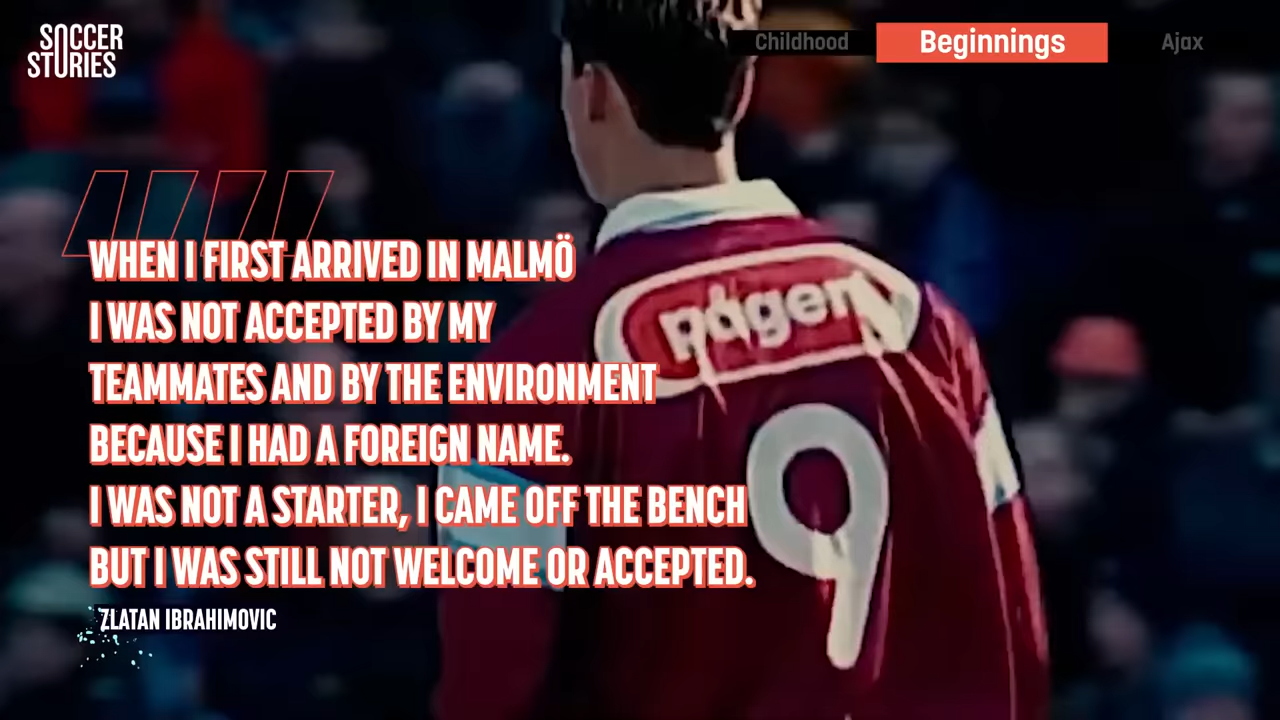 SOCCER
STORIES
Childhood
Beginnings
Ajax
WHEN I FIRST ARRIVED IN MALMÖ
I WAS NOT ACCEPTED BY MY
TEAMMATES AND BY THE ENVIRONMENT
BECAUSE I HAD A FOREIGN NAME.
I WAS NOT A STARTER, I CAME OFF THE BENCH
BUT I WAS STILL NOT WELCOME OR ACCEPTED.
ZLATAN IBRAHIMOVIC
9